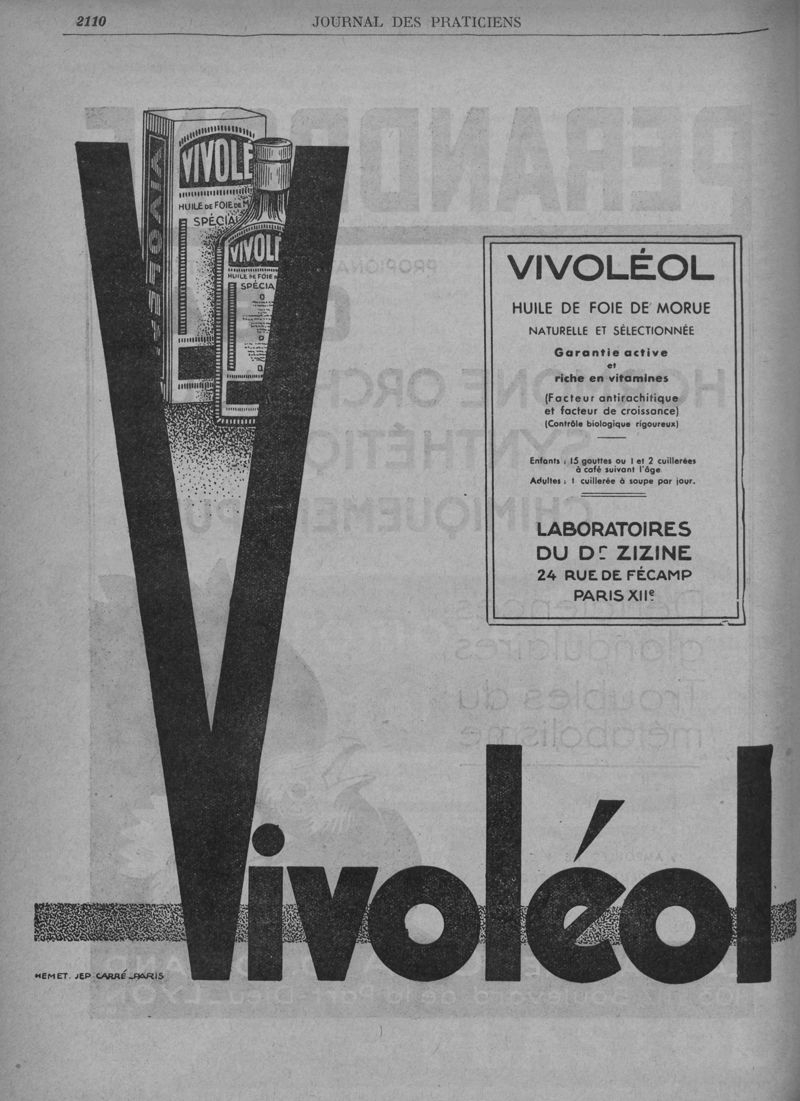 2110
JOURNAL DES PRATICIENS
VIVOLÉ
HUILE DE FOIE DE M
SPÉCIAL
VIVOLÉOL
VIVOLÉ
HUILE DE FOIE
SPÉCIA
VIVOLÉOL
HUILE DE FOIE DE MORUE
NATURELLE ET SÉLECTIONNÉE
Garantie active
et
riche en vitamines
(Facteur antirachitique
et facteur de croissance)
(Contrôle biologique rigoureux)
Enfants : 15 gouttes ou 1 et 2 cuillerées
à café suivant l'âge
Adultes : 1 cuillerée à soupe par jour.
LABORATOIRES
DU Dr ZIZINE
24 RUE DE FÉCAMP
PARIS XIIe
Vivoléol
HEMET. JEP CARRÉ-PARIS